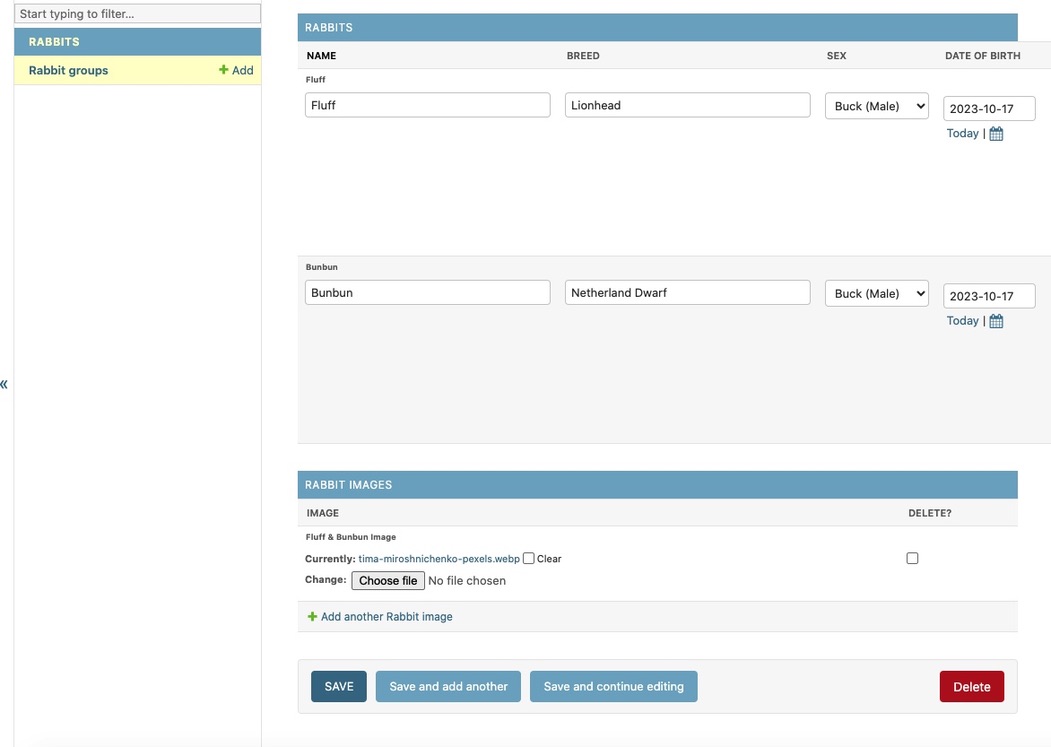 Start typing to filter...
RABBITS
Rabbit groups + Add
«
RABBITS
NAME BREED SEX DATE OF BIRTH
Fluff
Fluff Lionhead Buck (Male) 2023-10-17
Today |
Bunbun
Bunbun Netherland Dwarf Buck (Male) 2023-10-17
Today |
RABBIT IMAGES
IMAGE DELETE?
Fluff & Bunbun Image
Currently: tima-miroshnichenko-pexels.webp Clear
Change: Choose file No file chosen
+ Add another Rabbit image
SAVE Save and add another Save and continue editing Delete